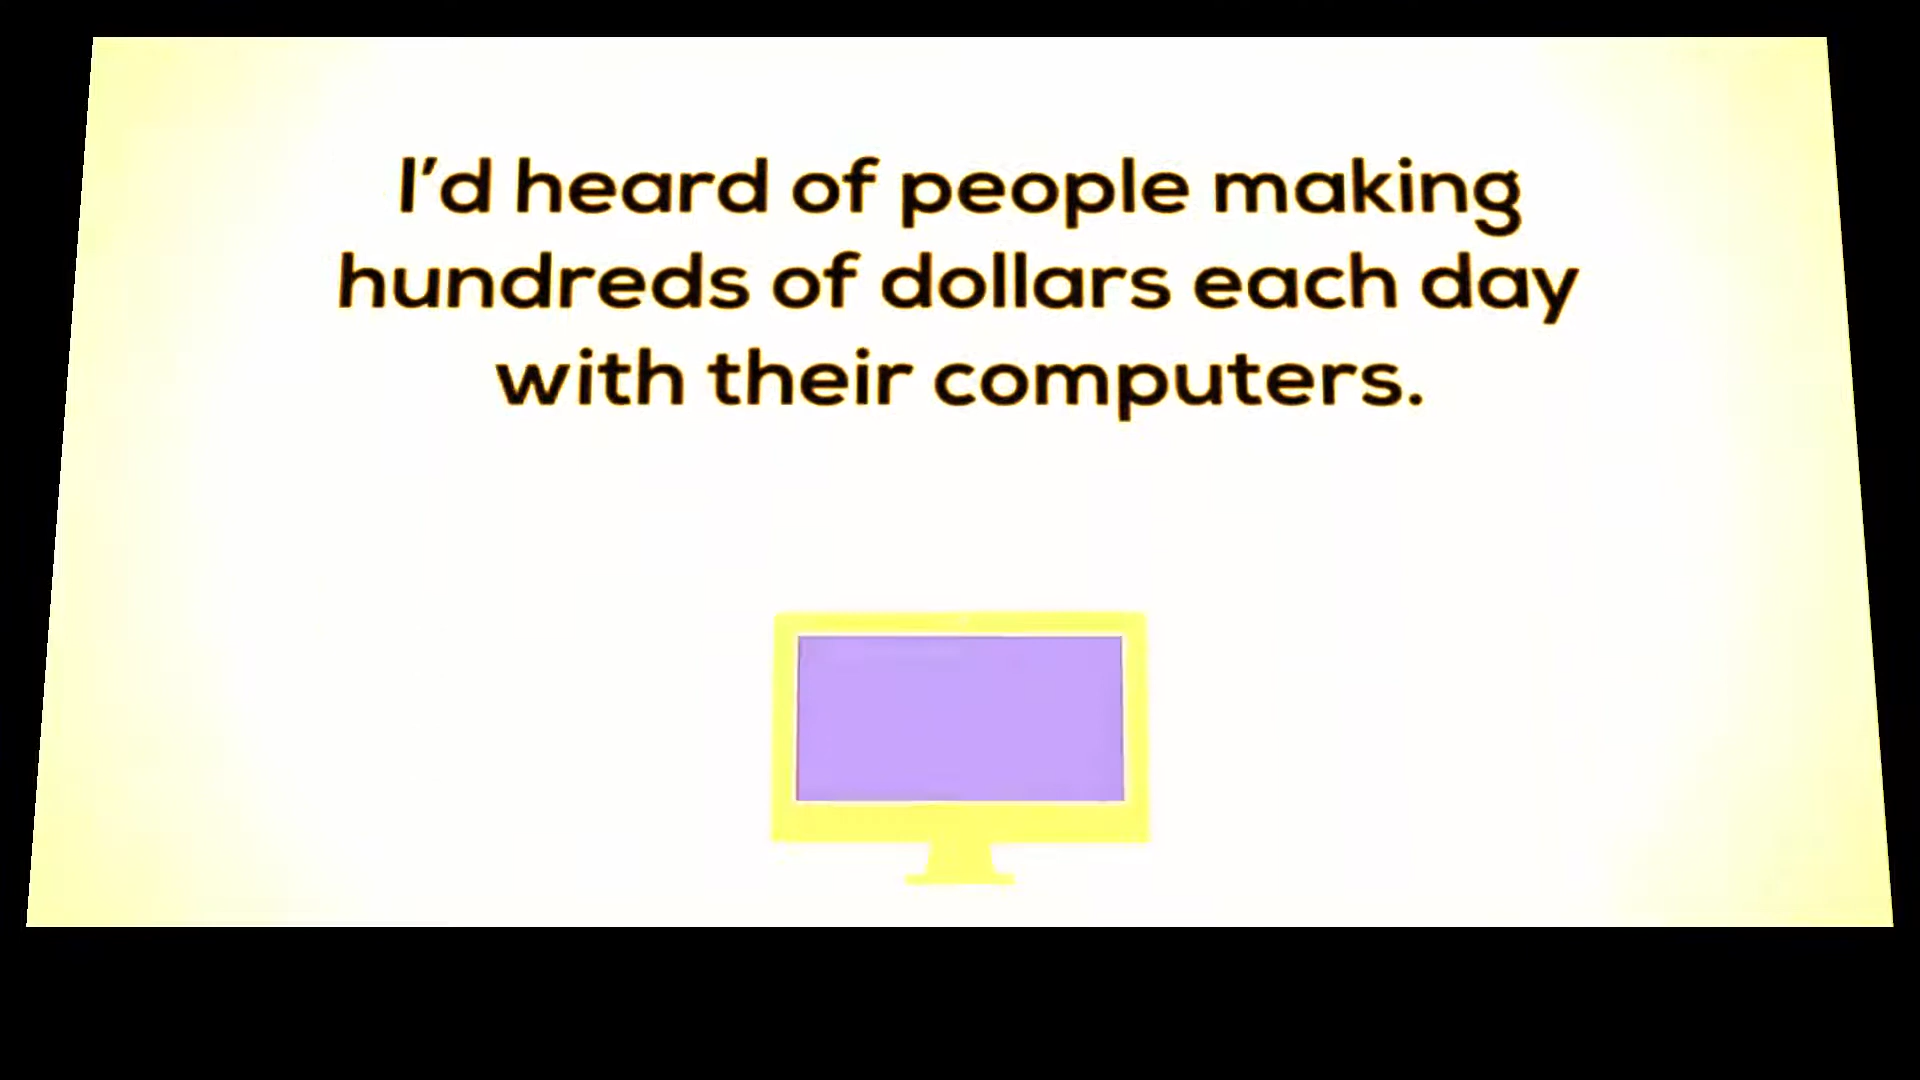 I’d heard of people making
hundreds of dollars each day
with their computers.